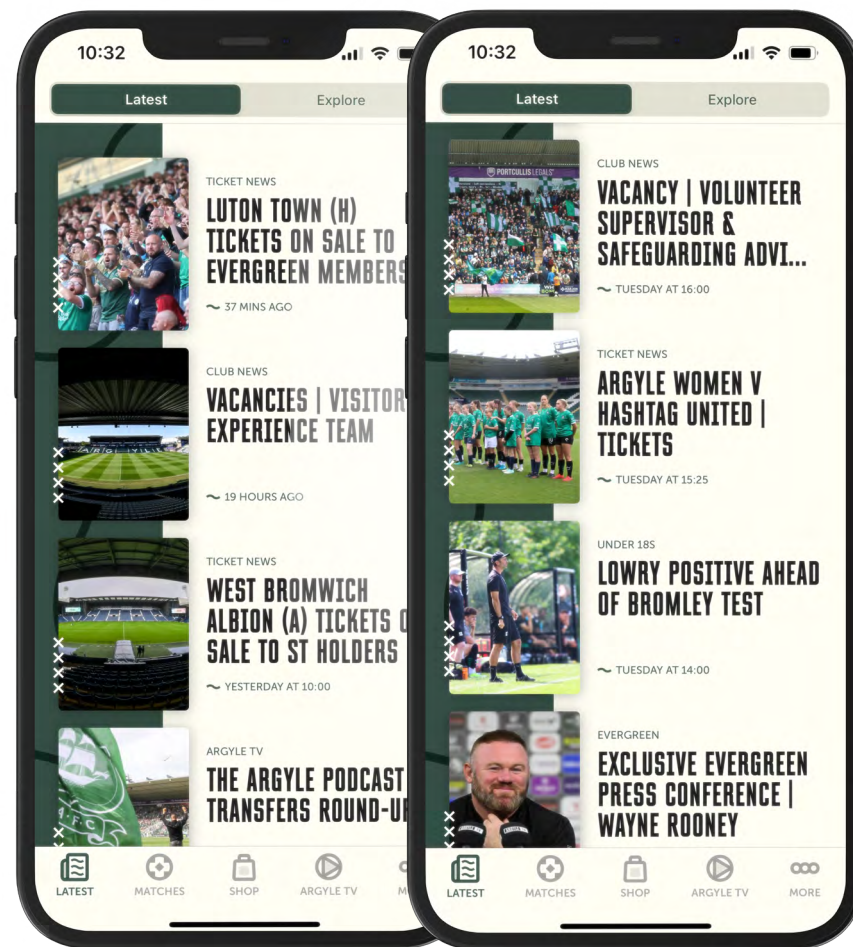 10:32
Latest
Explore
TICKET NEWS
LUTON TOWN (H)
TICKETS ON SALE TO
EVERGREEN MEMBERS
~ 37 MINS AGO
CLUB NEWS
VACANCIES | VISITOR
EXPERIENCE TEAM
~ 19 HOURS AGO
TICKET NEWS
WEST BROMWICH
ALBION (A) TICKETS O
SALE TO ST HOLDERS
~ YESTERDAY AT 10:00
ARGYLE TV
THE ARGYLE PODCAST
TRANSFERS ROUND-U
LATEST
MATCHES
SHOP
ARGYLE TV
M
ARGYLE
A.F.C
10:32
Latest
Explore
PORTCULLIS LEGALS
CLUB NEWS
VACANCY | VOLUNTEER
SUPERVISOR &
SAFEGUARDING ADVI...
~ TUESDAY AT 16:00
TICKET NEWS
ARGYLE WOMEN V
HASHTAG UNITED |
TICKETS
~ TUESDAY AT 15:25
UNDER 18S
LOWRY POSITIVE AHEAD
OF BROMLEY TEST
~ TUESDAY AT 14:00
EVERGREEN
EXCLUSIVE EVERGREEN
PRESS CONFERENCE |
WAYNE ROONEY
LATEST
MATCHES
SHOP
ARGYLE TV
MORE